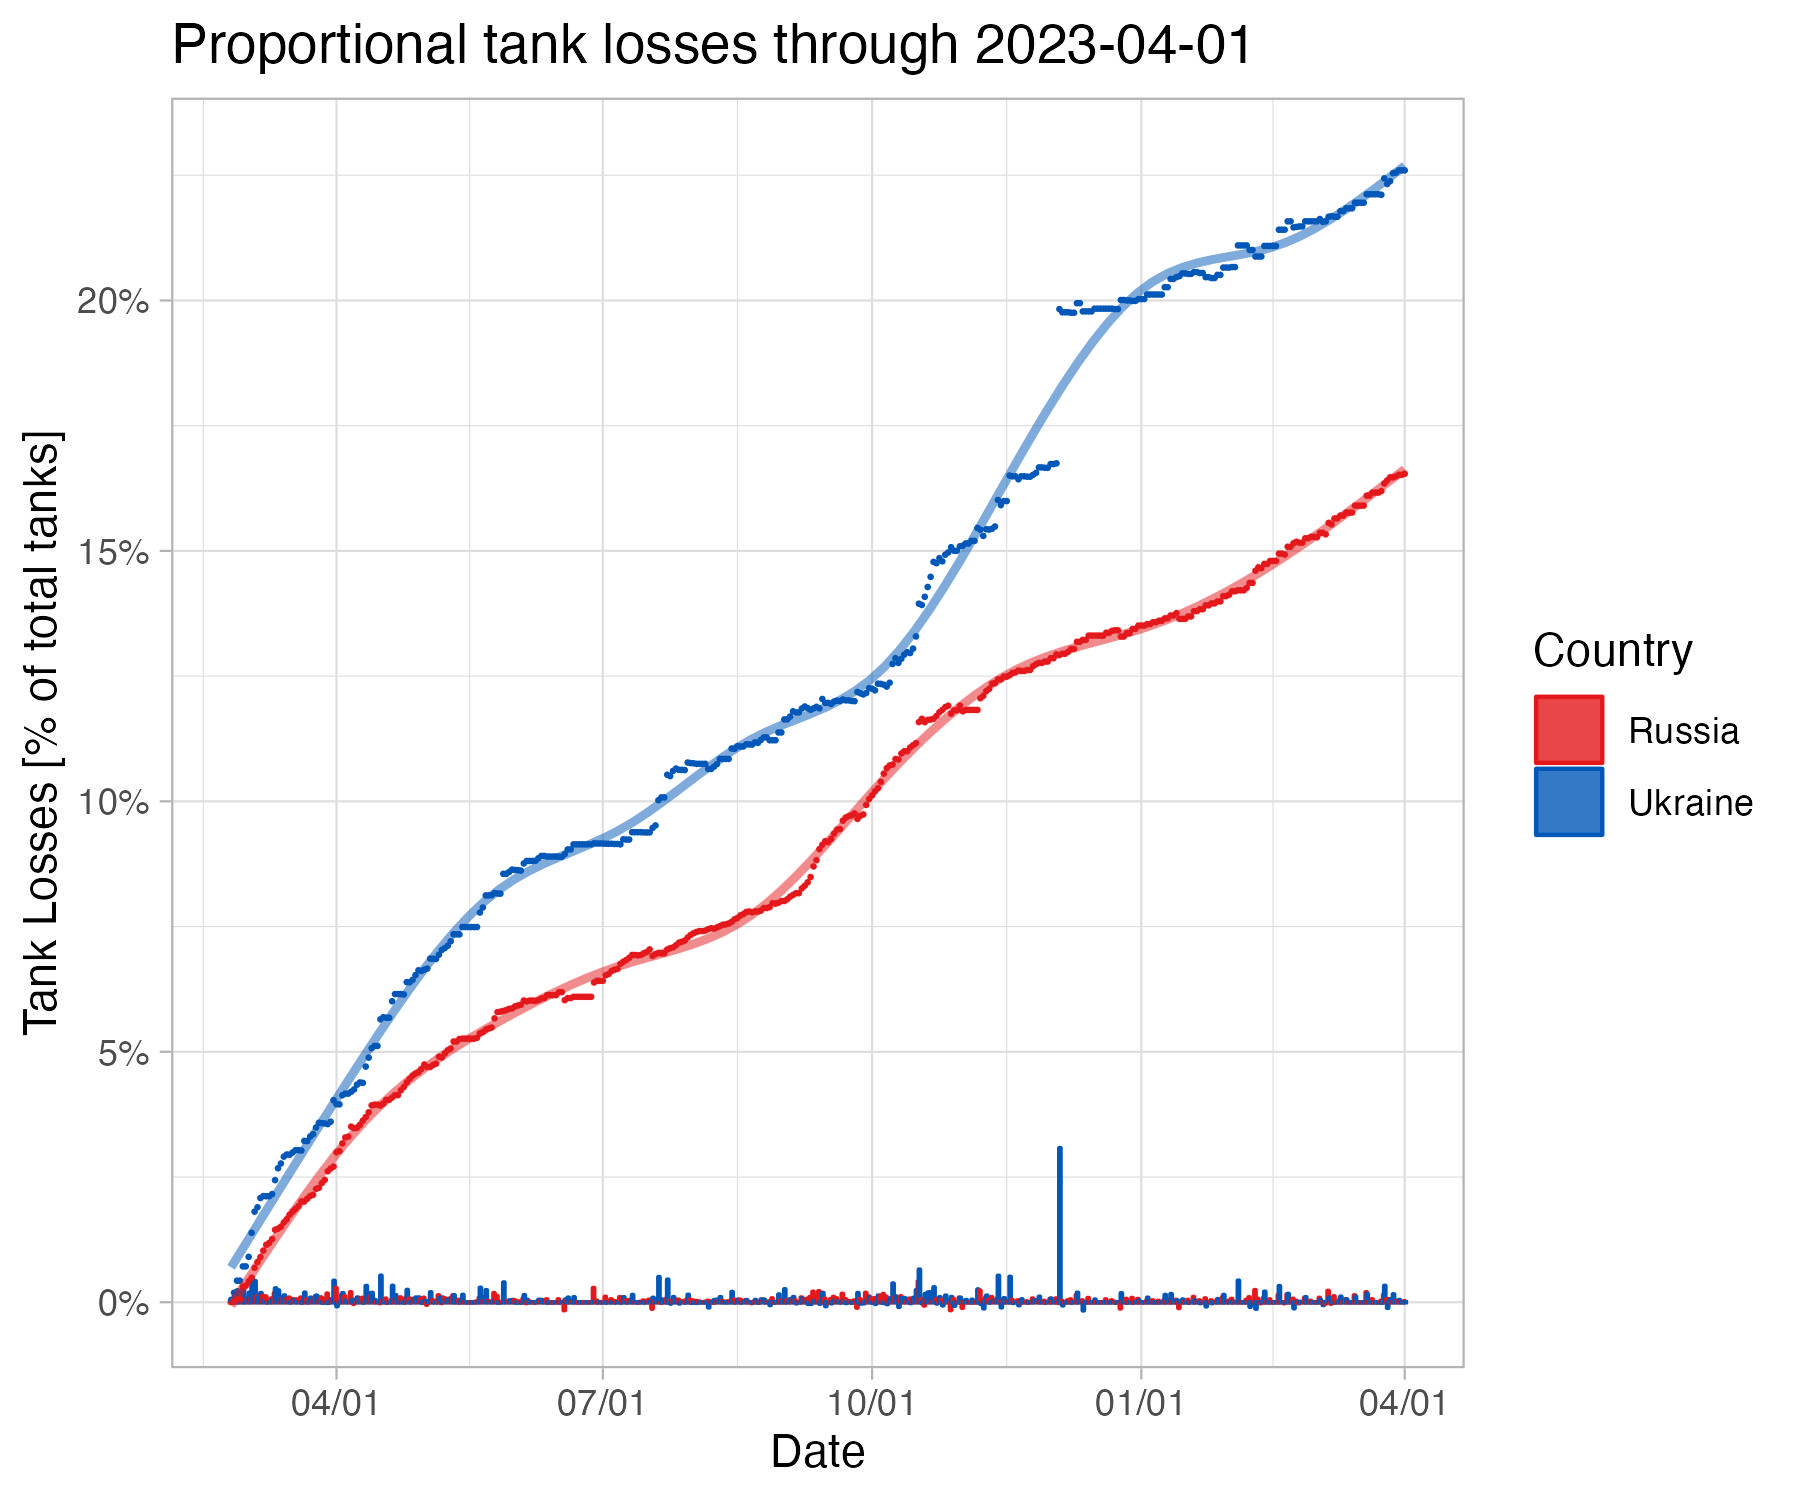 Proportional tank losses through 2023-04-01
Tank Losses [% of total tanks]
20%
15%
10%
5%
0%
04/01
07/01
10/01
01/01
04/01
Date
Country
Russia
Ukraine